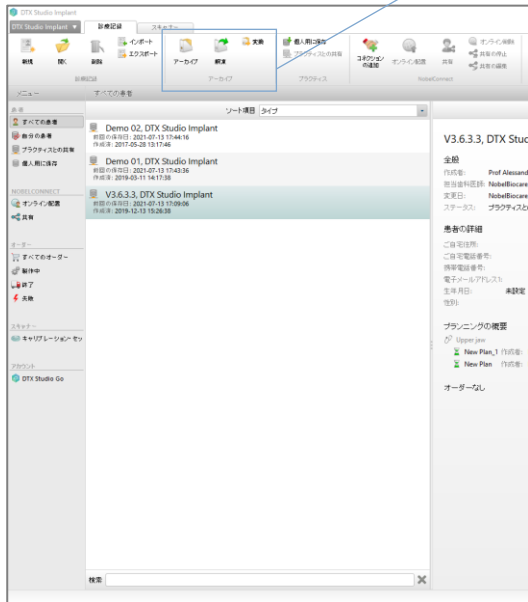 DTX Studio Implant
DTX Studio Implant ▼ 診療記録 スキャナー
新規 開く 削除 インポート エクスポート アーカイブ 解凍 変換 個人用に保存 プラクティスとの共有 コネクションの追加 オンライン配置 共有 オンライン削除 共有の停止 共有の編集
診療記録 アーカイブ プラクティス NobelConnect
メニュー すべての患者
患者
すべての患者
自分の患者
プラクティスとの共有
個人用に保存
NOBELCONNECT
オンライン配置
共有
オーダー
すべてのオーダー
製作中
終了
失敗
スキャナー
キャリブレーション セッ
アカウント
DTX Studio Go
ソート項目 タイプ
Demo 02, DTX Studio Implant
前回の保存日: 2021-07-13 17:44:16
作成済: 2017-05-28 13:17:46
Demo 01, DTX Studio Implant
前回の保存日: 2021-07-13 17:43:36
作成済: 2019-03-11 14:17:38
V3.6.3.3, DTX Studio Implant
前回の保存日: 2021-07-13 17:09:06
作成済: 2019-12-13 15:26:38
検索
V3.6.3.3, DTX Stud
全般
作成者: Prof Alessand
担当歯科医師: NobelBiocare
変更日: NobelBiocare
ステータス: プラクティスと
患者の詳細
ご自宅住所:
ご自宅電話番号:
携帯電話番号:
電子メールアドレス:
生年月日: 未設定
性別:
プランニングの概要
Upper jaw
New Plan_1 作成者:
New Plan 作成者:
オーダーなし